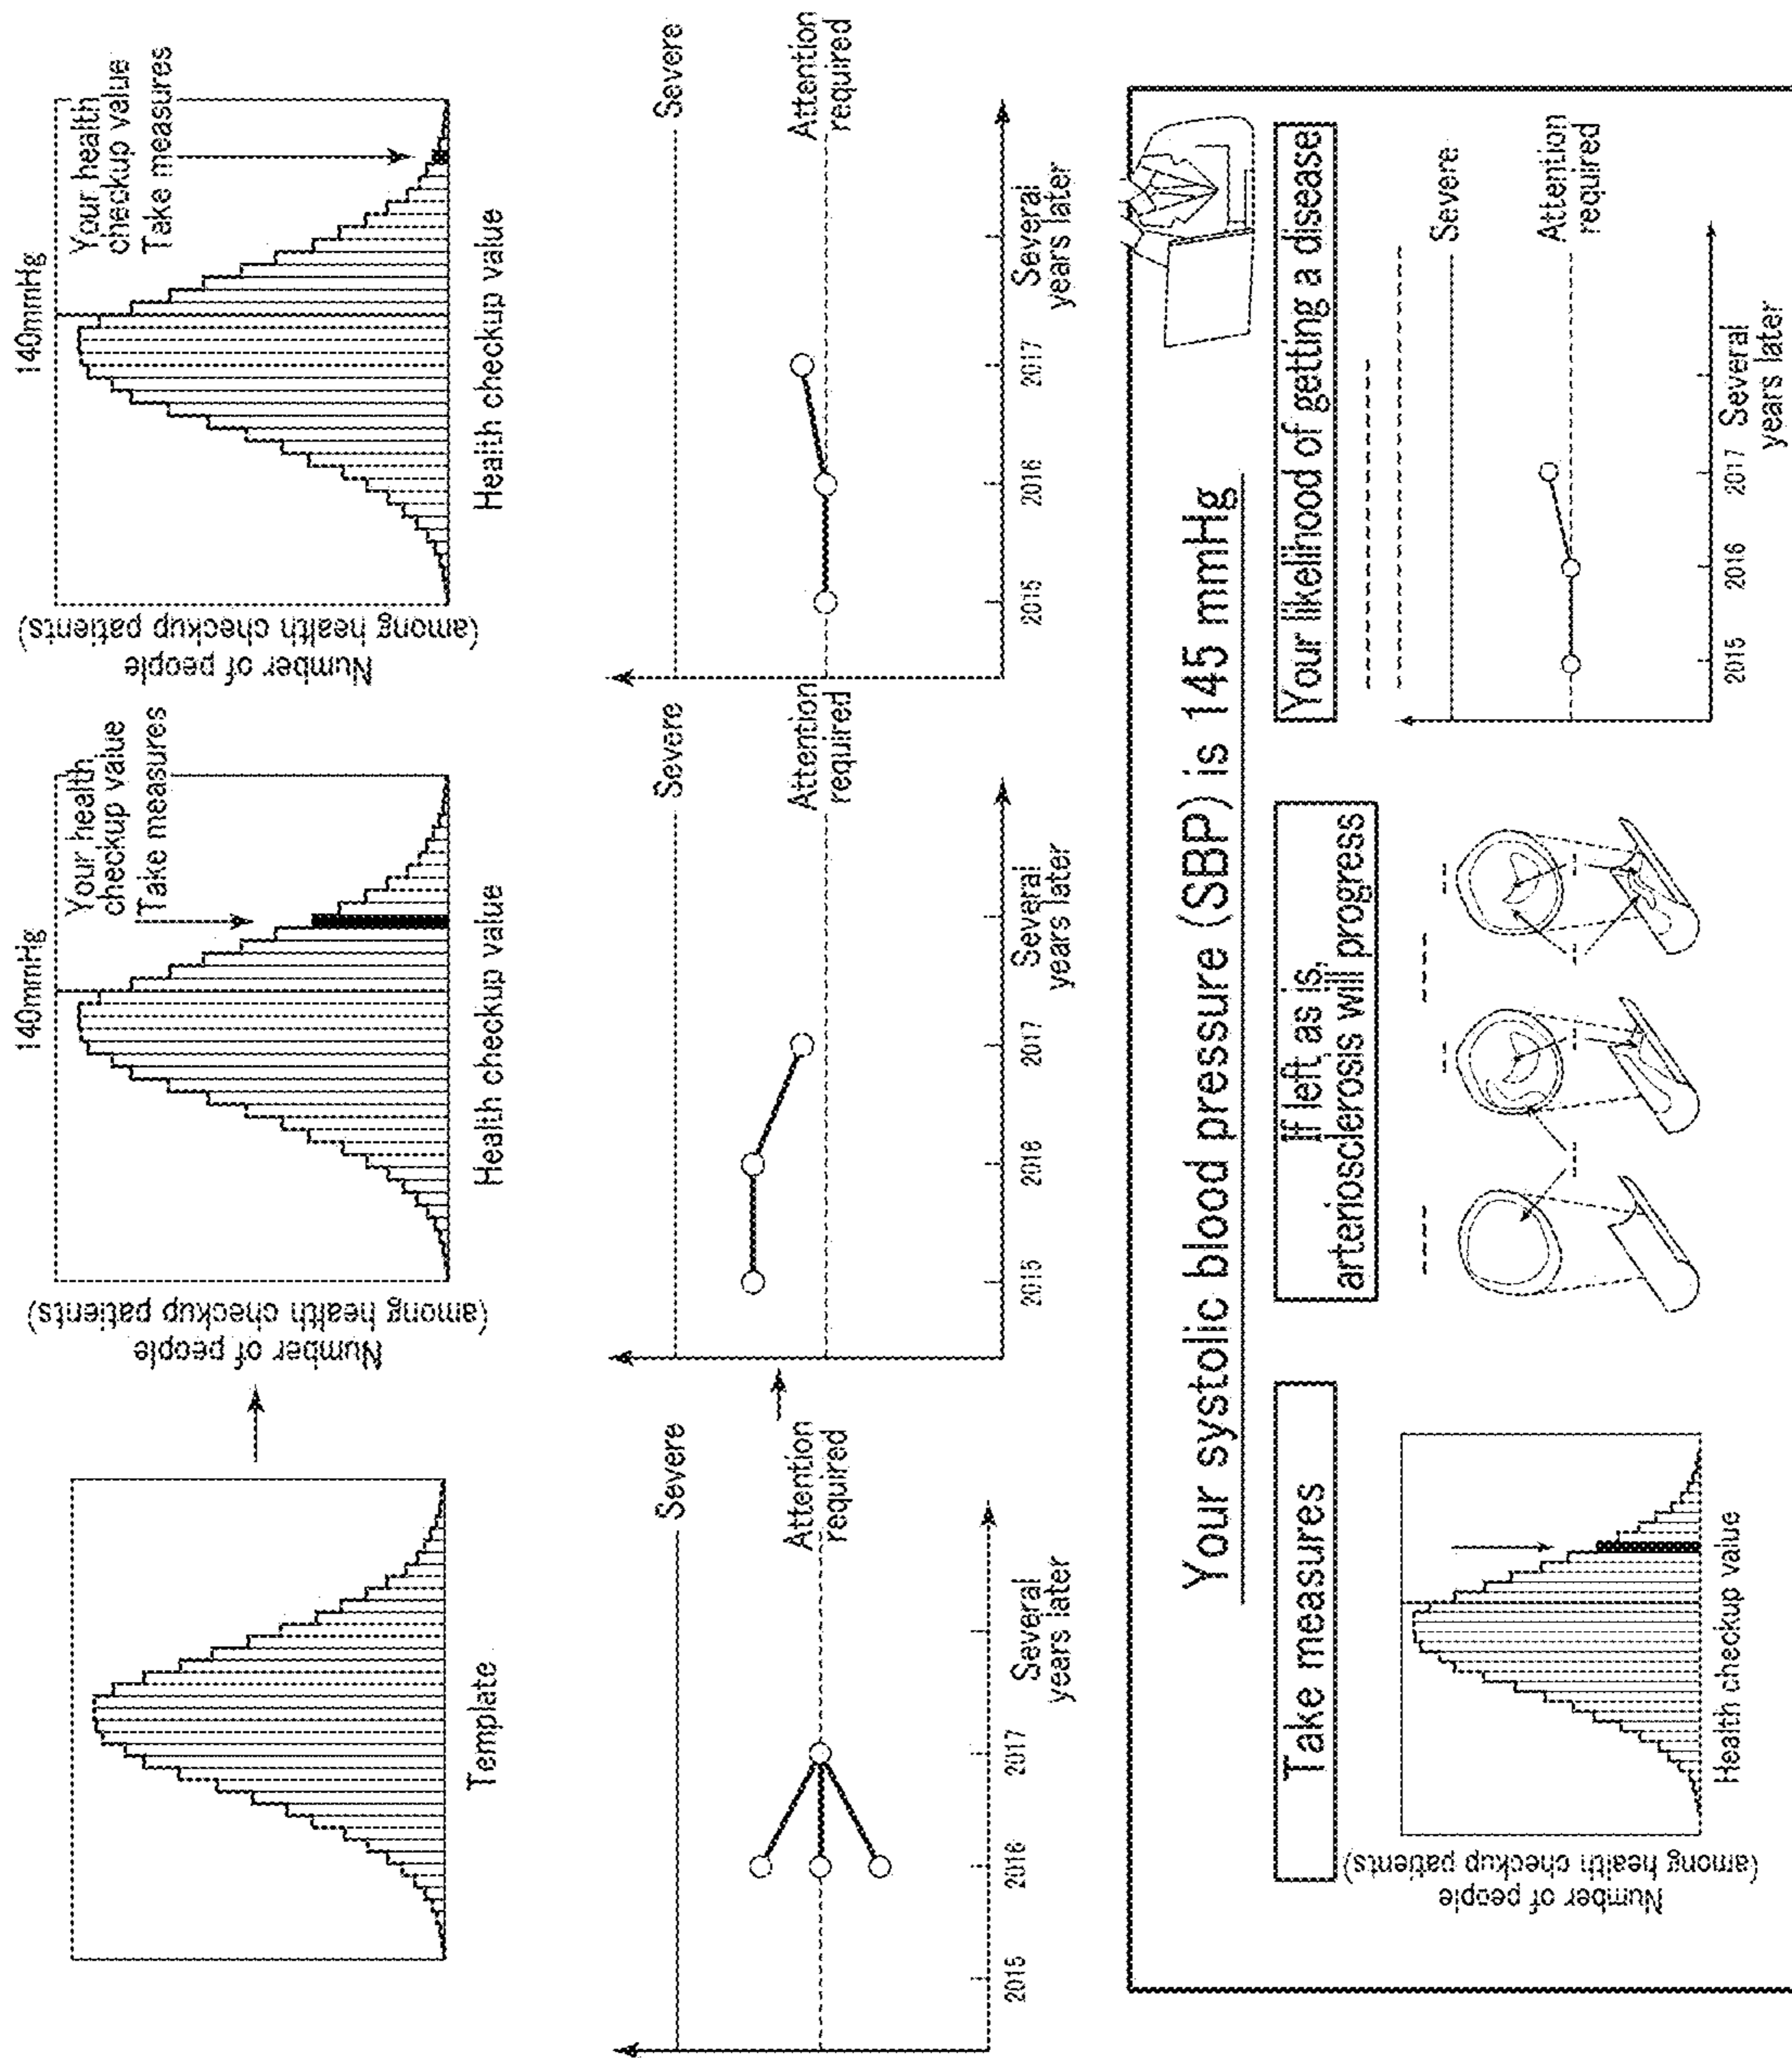 Template
140mmHg
Your health
checkup value
Take measures
Number of people
(among health checkup patients)
Health checkup value
140mmHg
Your health
checkup value
Take measures
Number of people
(among health checkup patients)
Health checkup value
Severe
Attention
required
2015
2016
2017
Several
years later
Severe
Attention
required
2015
2016
2017
Several
years later
Severe
Attention
required
2015
2016
2017
Several
years later
Your systolic blood pressure (SBP) is 145 mmHg
Take measures
Number of people
(among health checkup patients)
Health checkup value
If left as is,
arteriosclerosis will progress
Your likelihood of getting a disease
Severe
Attention
required
2015
2016
2017
Several
years later